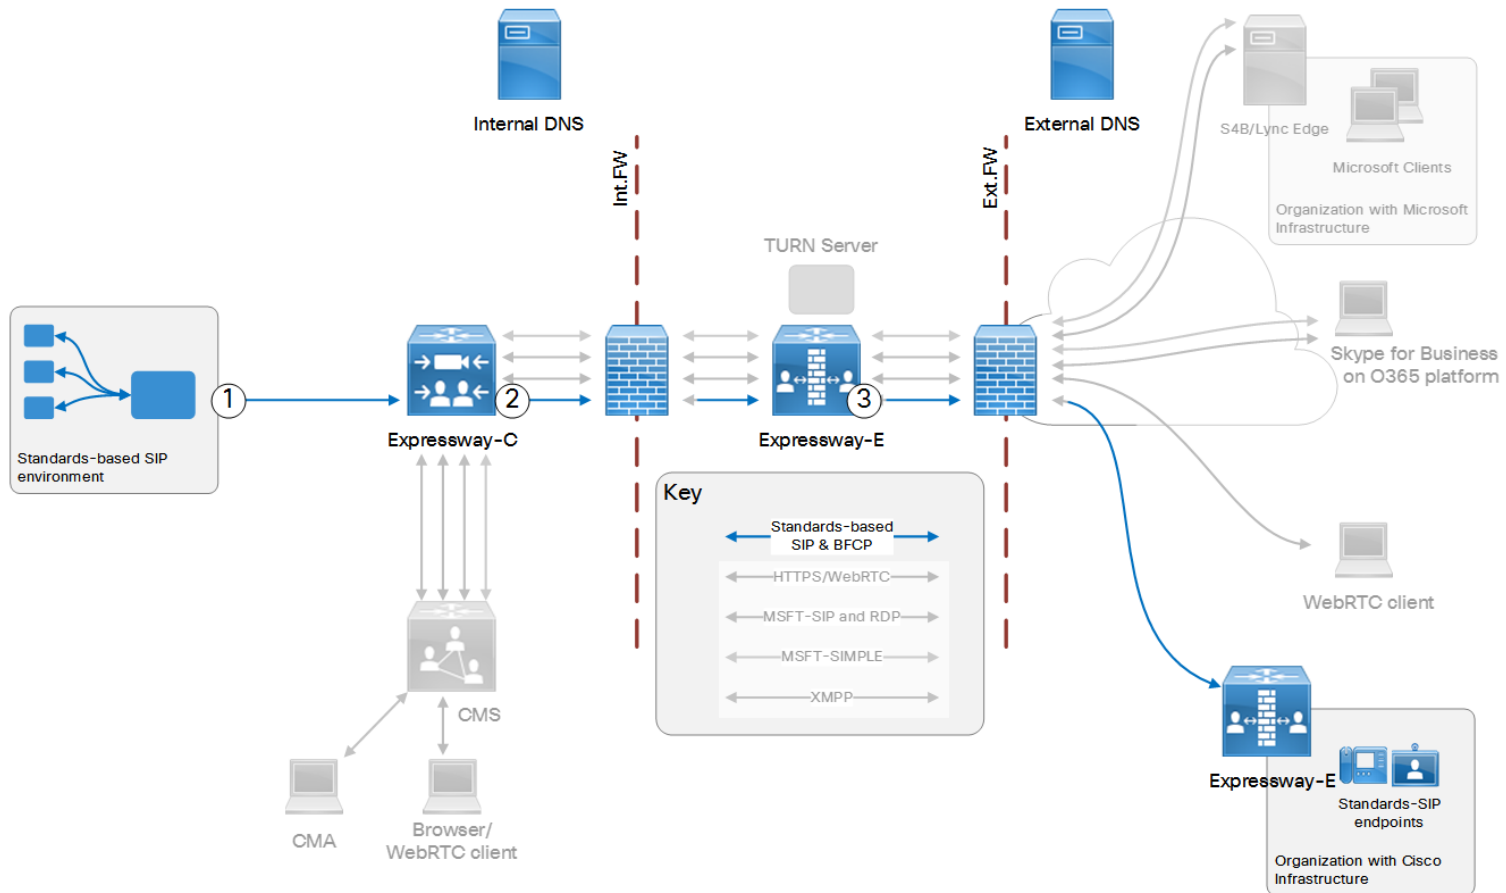 Internal DNS
External DNS
Int.FW
Ext.FW
S4B/Lync Edge
Microsoft Clients
Organization with Microsoft
Infrastructure
TURN Server
Skype for Business
on O365 platform
1
2
3
Expressway-C
Expressway-E
Standards-based SIP
environment
Key
Standards-based
SIP & BFCP
HTTPS/WebRTC
MSFT-SIP and RDP
MSFT-SIMPLE
XMPP
WebRTC client
CMS
CMA
Browser/
WebRTC client
Expressway-E
Standards-SIP
endpoints
Organization with Cisco
Infrastructure